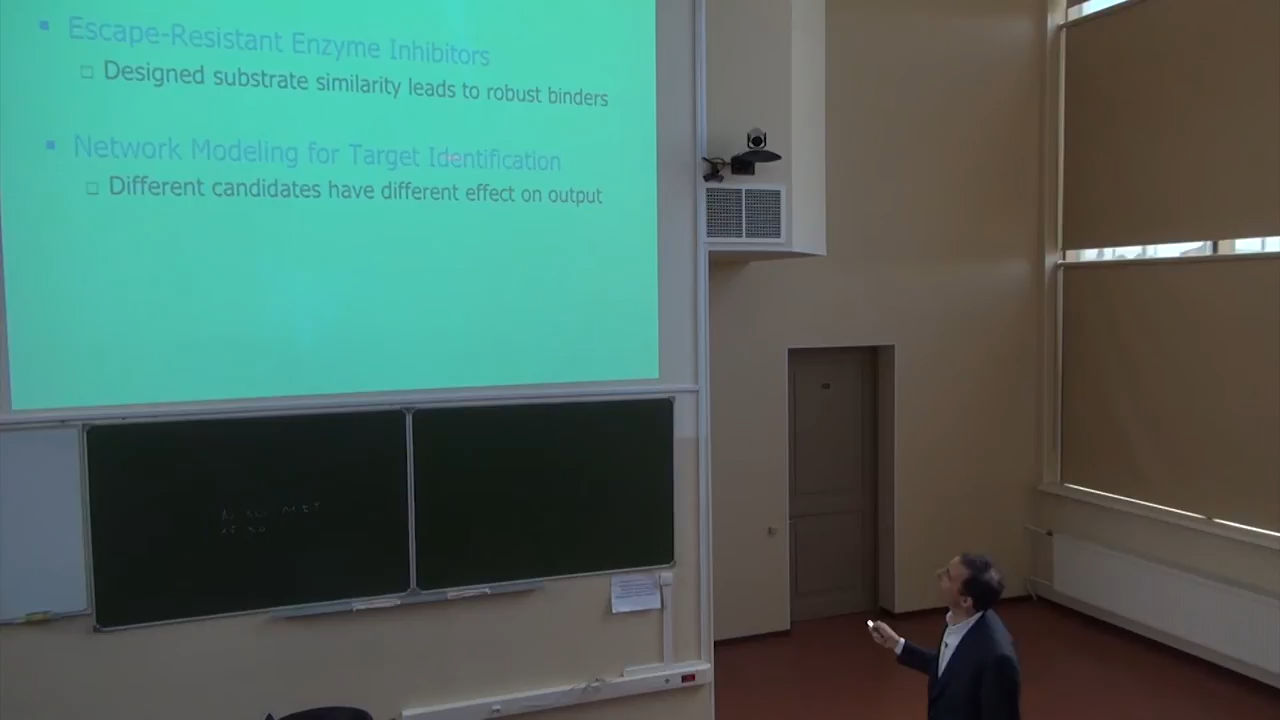 Escape-Resistant Enzyme Inhibitors
Designed substrate similarity leads to robust binders
Network Modeling for Target Identification
Different candidates have different effect on output